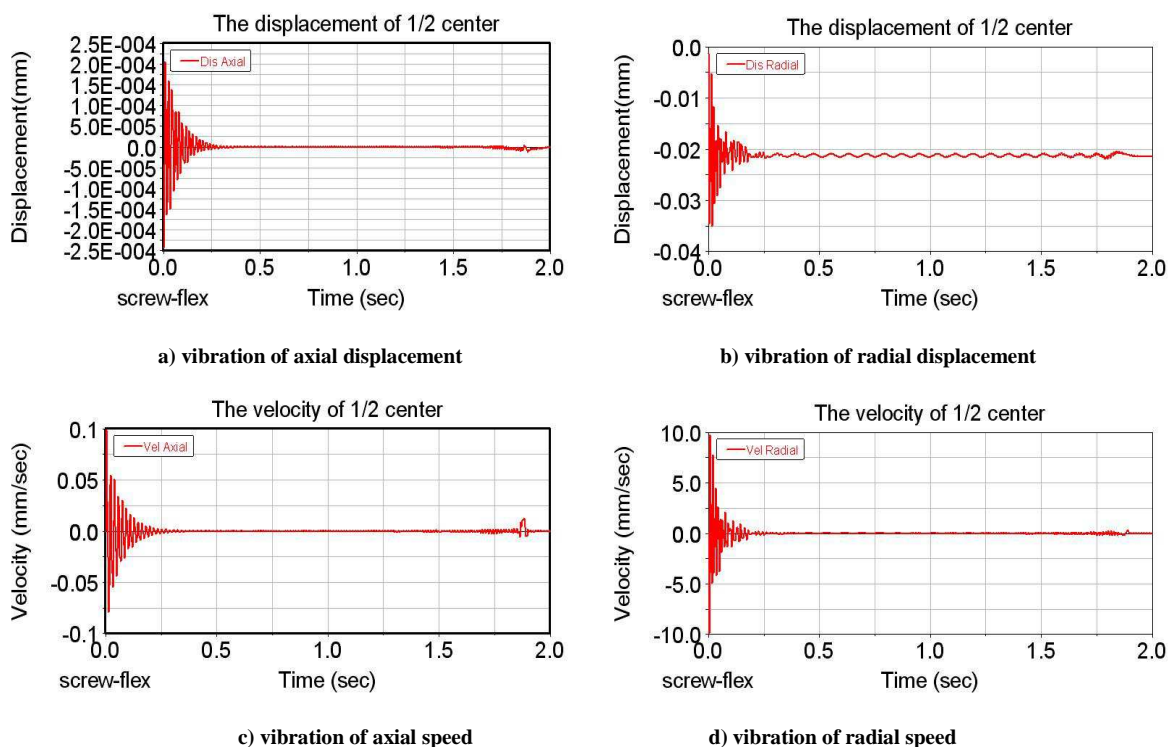 The displacement of 1/2 center
Displacement(mm)
2.5E-004
2.0E-004
1.5E-004
1.0E-004
5.0E-005
0.0
-5.0E-005
-1.0E-004
-1.5E-004
-2.0E-004
-2.5E-004
Dis Axial
0.0 0.5 1.0 1.5 2.0
screw-flex Time (sec)
a) vibration of axial displacement
The displacement of 1/2 center
Displacement(mm)
0.0
-0.01
-0.02
-0.03
-0.04
Dis Radial
0.0 0.5 1.0 1.5 2.0
screw-flex Time (sec)
b) vibration of radial displacement
The velocity of 1/2 center
Velocity (mm/sec)
0.1
0.05
0.0
-0.05
-0.1
Vel Axial
0.0 0.5 1.0 1.5 2.0
screw-flex Time (sec)
c) vibration of axial speed
The velocity of 1/2 center
Velocity (mm/sec)
10.0
5.0
0.0
-5.0
-10.0
Vel Radial
0.0 0.5 1.0 1.5 2.0
screw-flex Time (sec)
d) vibration of radial speed